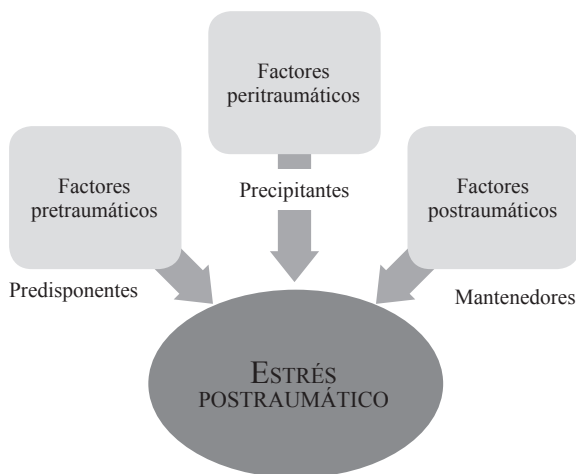 Factores
peritraumáticos
Factores
pretraumáticos
Precipitantes
Factores
postraumáticos
Predisponentes
Mantenedores
ESTRÉS
POSTRAUMÁTICO